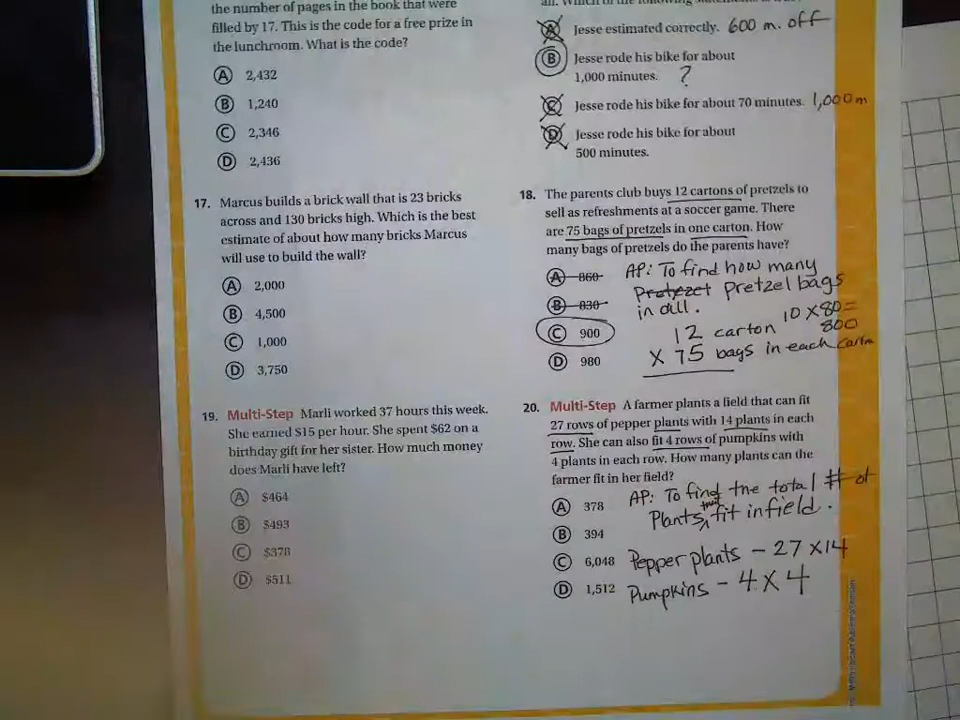 the number of pages in the book that were
filled by 17. This is the code for a free prize in
the lunchroom. What is the code?
A 2,432
B 1,240
C 2,346
D 2,436
A Jesse estimated correctly. 600 m. off
B Jesse rode his bike for about
1,000 minutes. ?
C Jesse rode his bike for about 70 minutes. 1,000 m
D Jesse rode his bike for about
500 minutes.
17. Marcus builds a brick wall that is 23 bricks
across and 130 bricks high. Which is the best
estimate of about how many bricks Marcus
will use to build the wall?
A 2,000
B 4,500
C 1,000
D 3,750
18. The parents club buys 12 cartons of pretzels to
sell as refreshments at a soccer game. There
are 75 bags of pretzels in one carton. How
many bags of pretzels do the parents have?
A 860
B 830
C 900
D 980
AP: To find how many
pretzel bags
in all.
10 X 80 =
800
12 carton
X 75 bags in each carton
19. Multi-Step Marli worked 37 hours this week.
She earned $15 per hour. She spent $62 on a
birthday gift for her sister. How much money
does Marli have left?
A $464
B $493
C $378
D $511
20. Multi-Step A farmer plants a field that can fit
27 rows of pepper plants with 14 plants in each
row. She can also fit 4 rows of pumpkins with
4 plants in each row. How many plants can the
farmer fit in her field?
A 378
B 394
C 6,048
D 1,512
AP: To find the total # of
Plants that fit in field.
Pepper plants - 27 X 14
Pumpkins - 4 X 4